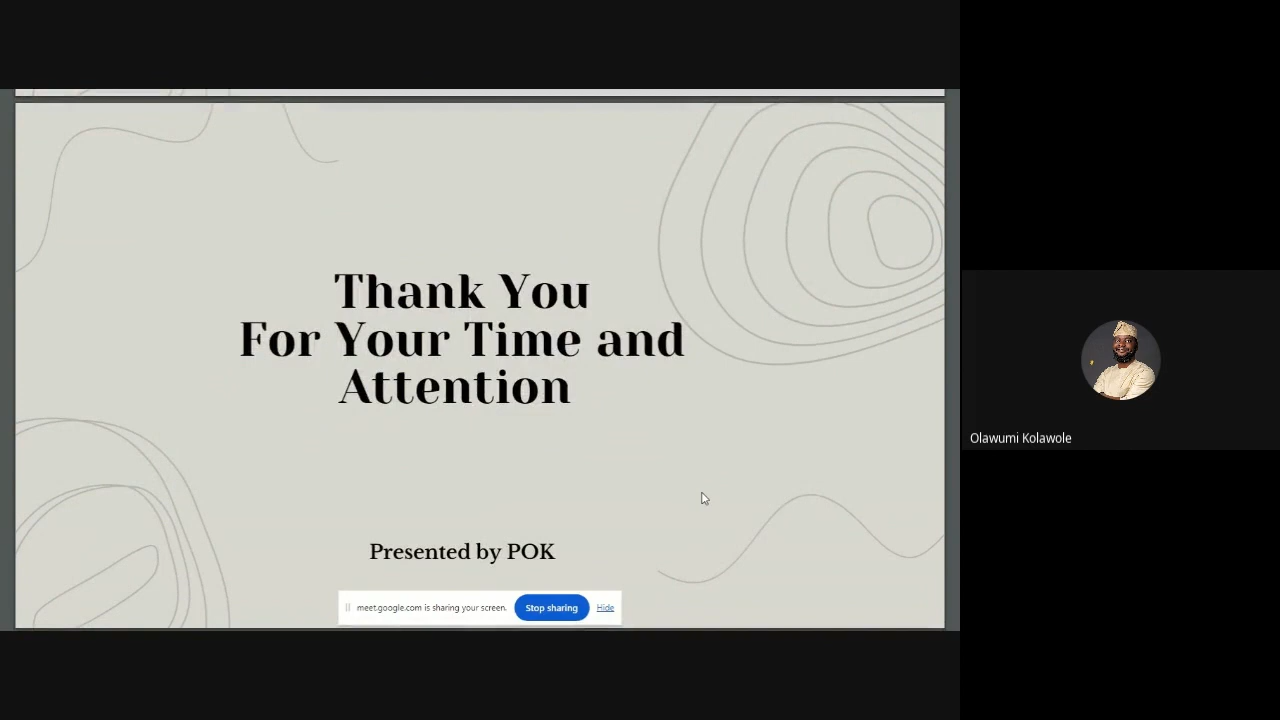 Thank You
For Your Time and
Attention
Presented by POK
meet.google.com is sharing your screen. Stop sharing Hide
Olawumi Kolawole